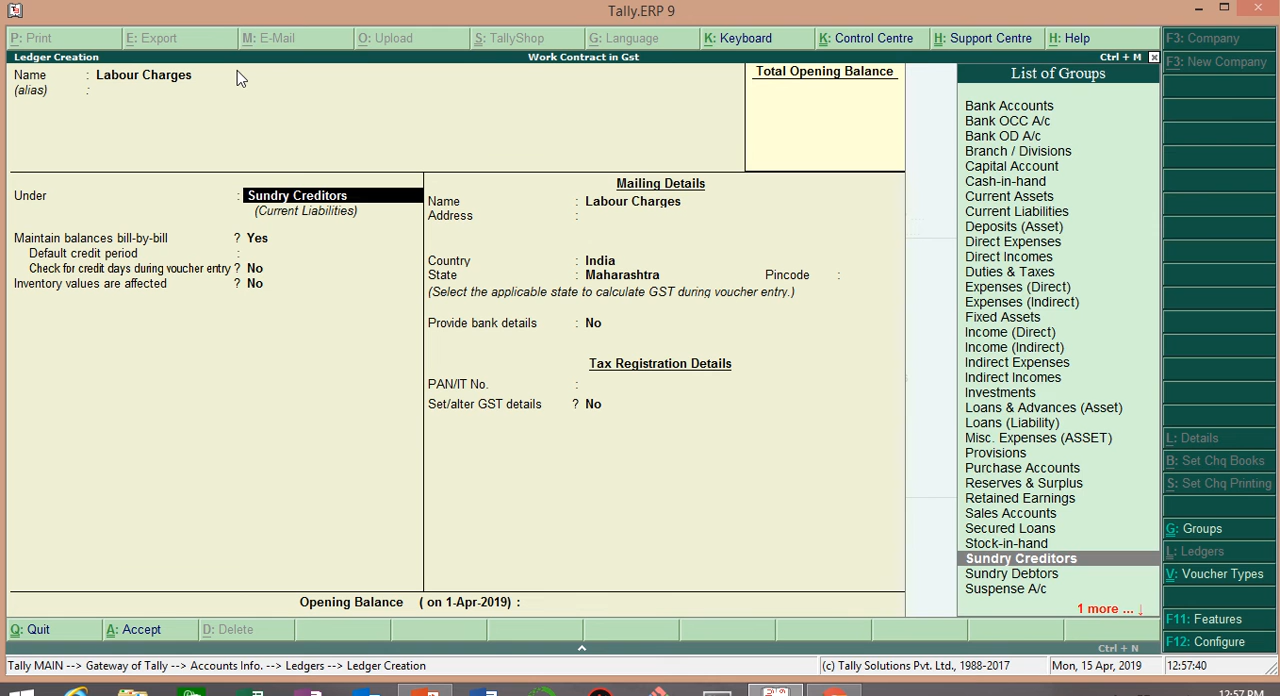 Tally.ERP 9
P: Print E: Export M: E-Mail O: Upload S: TallyShop G: Language K: Keyboard K: Control Centre H: Support Centre H: Help
F3: Company
F3: New Company
Ledger Creation Work Contract in Gst Ctrl + M
Name : Labour Charges
(alias) :
Total Opening Balance
Under : Sundry Creditors
(Current Liabilities)
Maintain balances bill-by-bill ? Yes
Default credit period :
Check for credit days during voucher entry ? No
Inventory values are affected ? No
Mailing Details
Name : Labour Charges
Address :
Country : India
State : Maharashtra Pincode :
(Select the applicable state to calculate GST during voucher entry.)
Provide bank details : No
Tax Registration Details
PAN/IT No. :
Set/alter GST details ? No
Opening Balance ( on 1-Apr-2019) :
List of Groups
Bank Accounts
Bank OCC A/c
Bank OD A/c
Branch / Divisions
Capital Account
Cash-in-hand
Current Assets
Current Liabilities
Deposits (Asset)
Direct Expenses
Direct Incomes
Duties & Taxes
Expenses (Direct)
Expenses (Indirect)
Fixed Assets
Income (Direct)
Income (Indirect)
Indirect Expenses
Indirect Incomes
Investments
Loans & Advances (Asset)
Loans (Liability)
Misc. Expenses (ASSET)
Provisions
Purchase Accounts
Reserves & Surplus
Retained Earnings
Sales Accounts
Secured Loans
Stock-in-hand
Sundry Creditors
Sundry Debtors
Suspense A/c
1 more ... ↓
L: Details
B: Set Chq Books
S: Set Chq Printing
G: Groups
L: Ledgers
V: Voucher Types
F11: Features
F12: Configure
Q: Quit A: Accept D: Delete
Ctrl + N
Tally MAIN --> Gateway of Tally --> Accounts Info. --> Ledgers --> Ledger Creation (c) Tally Solutions Pvt. Ltd., 1988-2017 Mon, 15 Apr, 2019 12:57:40
12:57 PM